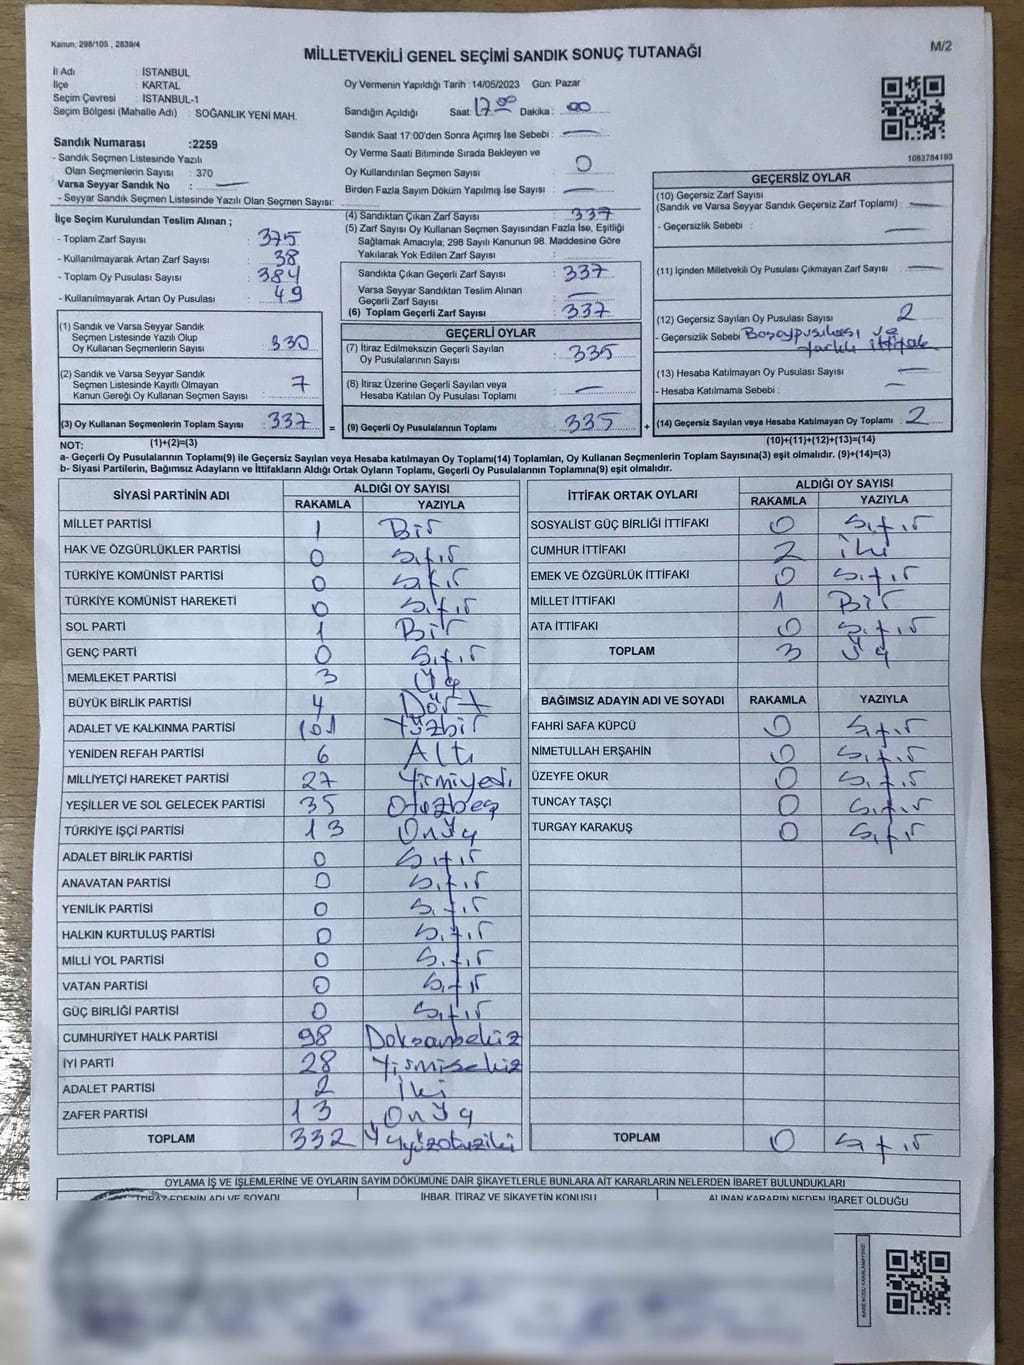 Kanun; 298/105 , 2839/4
MİLLETVEKİLİ GENEL SEÇİMİ SANDIK SONUÇ TUTANAĞI
M/2
İl Adı : İSTANBUL
İlçe : KARTAL
Seçim Çevresi : İSTANBUL-1
Seçim Bölgesi (Mahalle Adı) : SOĞANLIK YENİ MAH.
Oy Vermenin Yapıldığı Tarih :14/05/2023 Gün: Pazar
Sandığın Açıldığı Saat: 17.00 Dakika : 00
Sandık Saat 17:00'den Sonra Açımış İse Sebebi : —
Oy Verme Saati Bitiminde Sırada Bekleyen ve
Oy Kullandırılan Seçmen Sayısı : 0
Birden Fazla Sayım Döküm Yapılmış İse Sayısı : —
1083784193
Sandık Numarası :2259
- Sandık Seçmen Listesinde Yazılı
Olan Seçmenlerin Sayısı : 370
Varsa Seyyar Sandık No : —
- Seyyar Sandık Seçmen Listesinde Yazılı Olan Seçmen Sayısı:
İlçe Seçim Kurulundan Teslim Alınan ;
- Toplam Zarf Sayısı : 375
- Kullanılmayarak Artan Zarf Sayısı : 38
- Toplam Oy Pusulası Sayısı : 384
- Kullanılmayarak Artan Oy Pusulası : 49
(1) Sandık ve Varsa Seyyar Sandık
Seçmen Listesinde Yazılı Olup
Oy Kullanan Seçmenlerin Sayısı : 330
(2) Sandık ve Varsa Seyyar Sandık
Seçmen Listesinde Kayıtlı Olmayan
Kanun Gereği Oy Kullanan Seçmen Sayısı : 7
(3) Oy Kullanan Seçmenlerin Toplam Sayısı : 337 =
(4) Sandıktan Çıkan Zarf Sayısı : 337
(5) Zarf Sayısı Oy Kullanan Seçmen Sayısından Fazla İse, Eşitliği
Sağlamak Amacıyla; 298 Sayılı Kanunun 98. Maddesine Göre
Yakılarak Yok Edilen Zarf Sayısı :
Sandıkta Çıkan Geçerli Zarf Sayısı : 337
Varsa Seyyar Sandıktan Teslim Alınan
Geçerli Zarf Sayısı : —
(6) Toplam Geçerli Zarf Sayısı : 337
GEÇERLİ OYLAR
(7) İtiraz Edilmeksizin Geçerli Sayılan
Oy Pusulalarının Sayısı : 335
(8) İtiraz Üzerine Geçerli Sayılan veya
Hesaba Katılan Oy Pusulası Toplamı : —
(9) Geçerli Oy Pusulalarının Toplamı : 335 +
GEÇERSİZ OYLAR
(10) Geçersiz Zarf Sayısı
(Sandık ve Varsa Seyyar Sandık Geçersiz Zarf Toplamı) : —
- Geçersizlik Sebebi : —
(11) İçinden Milletvekili Oy Pusulası Çıkmayan Zarf Sayısı : —
(12) Geçersiz Sayılan Oy Pusulası Sayısı : 2
- Geçersizlik Sebebi : Boş oy pusulası ve
farklı ittifak
(13) Hesaba Katılmayan Oy Pusulası Sayısı : —
- Hesaba Katılmama Sebebi : —
(14) Geçersiz Sayılan veya Hesaba Katılmayan Oy Toplamı : 2
NOT: (1)+(2)=(3)
(10)+(11)+(12)+(13)=(14)
a- Geçerli Oy Pusulalarının Toplamı(9) ile Geçersiz Sayılan veya Hesaba katılmayan Oy Toplamı(14) Toplamları, Oy Kullanan Seçmenlerin Toplam Sayısına(3) eşit olmalıdır. (9)+(14)=(3)
b- Siyasi Partilerin, Bağımsız Adayların ve İttifakların Aldığı Ortak Oyların Toplamı, Geçerli Oy Pusulalarının Toplamına(9) eşit olmalıdır.
SİYASİ PARTİNİN ADI ALDIĞI OY SAYISI
RAKAMLA YAZIYLA
MİLLET PARTİSİ 1 Bir
HAK VE ÖZGÜRLÜKLER PARTİSİ 0 Sıfır
TÜRKİYE KOMÜNİST PARTİSİ 0 Sıfır
TÜRKİYE KOMÜNİST HAREKETİ 0 Sıfır
SOL PARTİ 1 Bir
GENÇ PARTİ 0 Sıfır
MEMLEKET PARTİSİ 3 Üç
BÜYÜK BİRLİK PARTİSİ 4 Dört
ADALET VE KALKINMA PARTİSİ 101 Yüzbir
YENİDEN REFAH PARTİSİ 6 Altı
MİLLİYETÇİ HAREKET PARTİSİ 27 Yirmiyedi
YEŞİLLER VE SOL GELECEK PARTİSİ 35 Otuzbeş
TÜRKİYE İŞÇİ PARTİSİ 13 Onüç
ADALET BİRLİK PARTİSİ 0 Sıfır
ANAVATAN PARTİSİ 0 Sıfır
YENİLİK PARTİSİ 0 Sıfır
HALKIN KURTULUŞ PARTİSİ 0 Sıfır
MİLLİ YOL PARTİSİ 0 Sıfır
VATAN PARTİSİ 0 Sıfır
GÜÇ BİRLİĞİ PARTİSİ 0 Sıfır
CUMHURİYET HALK PARTİSİ 98 Doksansekiz
İYİ PARTİ 28 Yirmisekiz
ADALET PARTİSİ 2 İki
ZAFER PARTİSİ 13 Onüç
TOPLAM 332 Üçyüzotuziki
İTTİFAK ORTAK OYLARI ALDIĞI OY SAYISI
RAKAMLA YAZIYLA
SOSYALİST GÜÇ BİRLİĞİ İTTİFAKI 0 Sıfır
CUMHUR İTTİFAKI 2 İki
EMEK VE ÖZGÜRLÜK İTTİFAKI 0 Sıfır
MİLLET İTTİFAKI 1 Bir
ATA İTTİFAKI 0 Sıfır
TOPLAM 3 Üç
BAĞIMSIZ ADAYIN ADI VE SOYADI RAKAMLA YAZIYLA
FAHRİ SAFA KÜPCÜ 0 Sıfır
NİMETULLAH ERŞAHİN 0 Sıfır
ÜZEYFE OKUR 0 Sıfır
TUNCAY TAŞÇI 0 Sıfır
TURGAY KARAKUŞ 0 Sıfır
TOPLAM 0 Sıfır
OYLAMA İŞ VE İŞLEMLERİNE VE OYLARIN SAYIM DÖKÜMÜNE DAİR ŞİKAYETLERLE BUNLARA AİT KARARLARIN NELERDEN İBARET BULUNDUKLARI
İTİRAZ EDENİN ADI VE SOYADI İHBAR, İTİRAZ VE ŞİKAYETİN KONUSU ALINAN KARARIN NEDEN İBARET OLDUĞU
KARE KODU KARALAMAYINIZ!